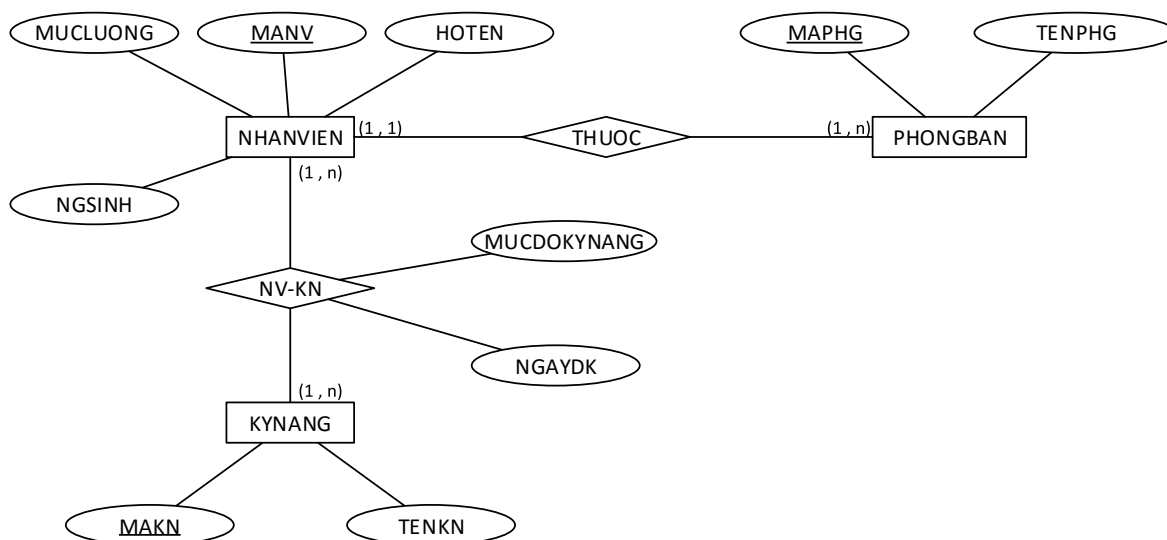 MUCLUONG
MANV
HOTEN
MAPHG
TENPHG
NHANVIEN
(1 , 1)
THUOC
(1 , n)
PHONGBAN
(1 , n)
NGSINH
MUCDOKYNANG
NV-KN
NGAYDK
(1 , n)
KYNANG
MAKN
TENKN